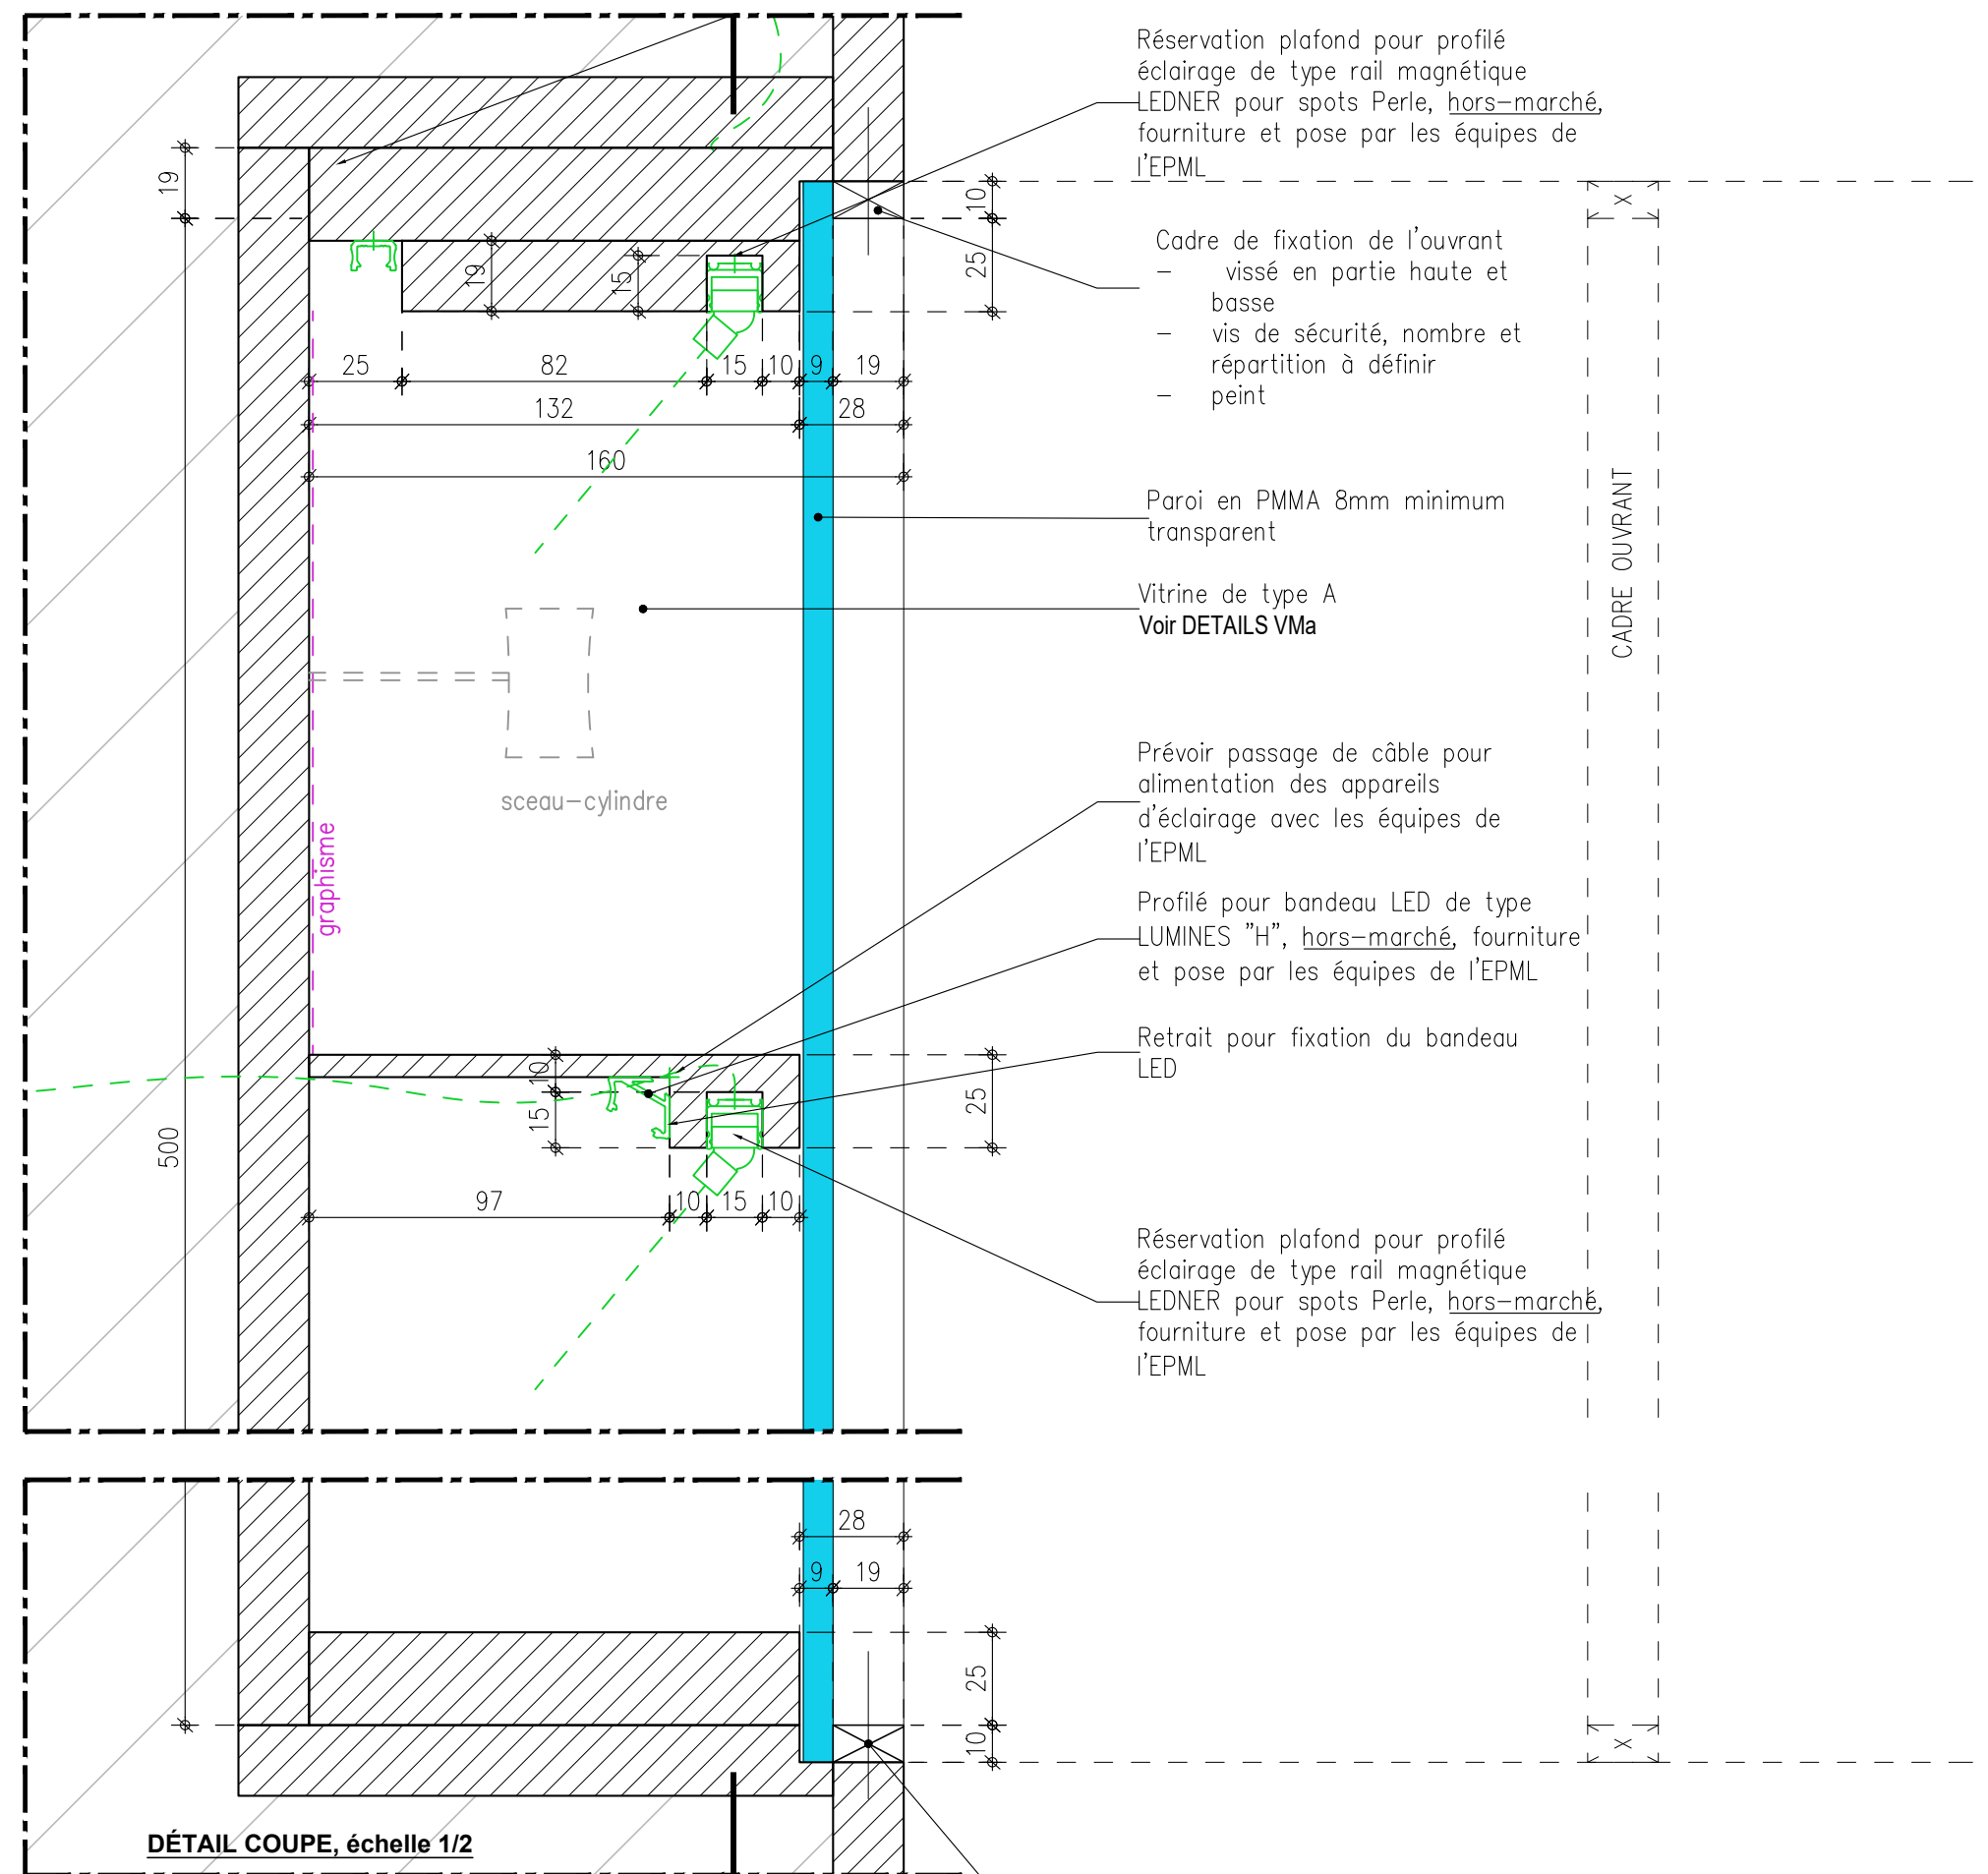 Réservation plafond pour profilé
éclairage de type rail magnétique
LEDNER pour spots Perle, hors-marché,
fourniture et pose par les équipes de
l'EPML
19
10
25
X
Cadre de fixation de l'ouvrant
- vissé en partie haute et
basse
- vis de sécurité, nombre et
répartition à définir
- peint
19
15
25
82
15
10
9
19
132
28
160
CADRE OUVRANT
Paroi en PMMA 8mm minimum
transparent
Vitrine de type A
Voir DETAILS VMa
sceau-cylindre
graphisme
Prévoir passage de câble pour
alimentation des appareils
d'éclairage avec les équipes de
l'EPML
Profilé pour bandeau LED de type
LUMINES "H", hors-marché, fourniture
et pose par les équipes de l'EPML
Retrait pour fixation du bandeau
LED
10
15
25
500
97
10
15
10
Réservation plafond pour profilé
éclairage de type rail magnétique
LEDNER pour spots Perle, hors-marché,
fourniture et pose par les équipes de
l'EPML
28
9
19
25
10
X
DÉTAIL COUPE, échelle 1/2